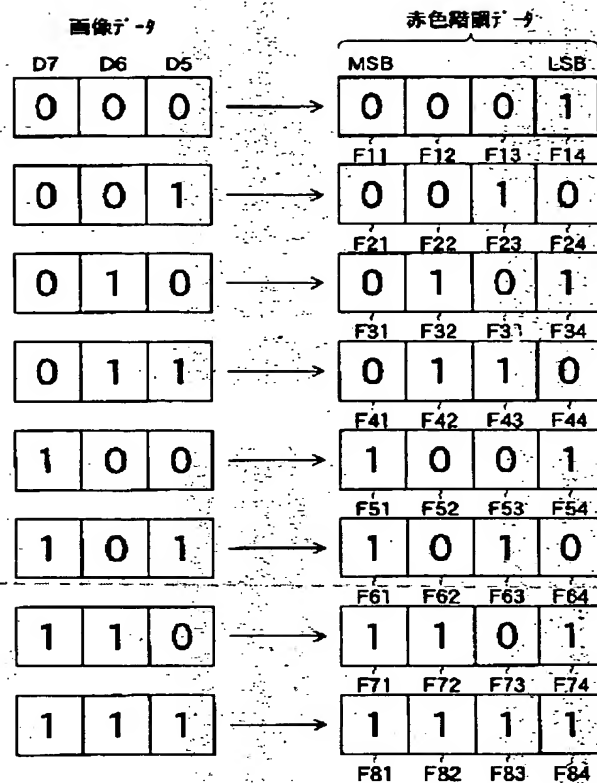 画像データ 赤色階調データ
D7 D6 D5 MSB LSB
0 0 0 0 0 0 1
F11 F12 F13 F14
0 0 1 0 0 1 0
F21 F22 F23 F24
0 1 0 0 1 0 1
F31 F32 F33 F34
0 1 1 0 1 1 0
F41 F42 F43 F44
1 0 0 1 0 0 1
F51 F52 F53 F54
1 0 1 1 0 1 0
F61 F62 F63 F64
1 1 0 1 1 0 1
F71 F72 F73 F74
1 1 1 1 1 1 1
F81 F82 F83 F84